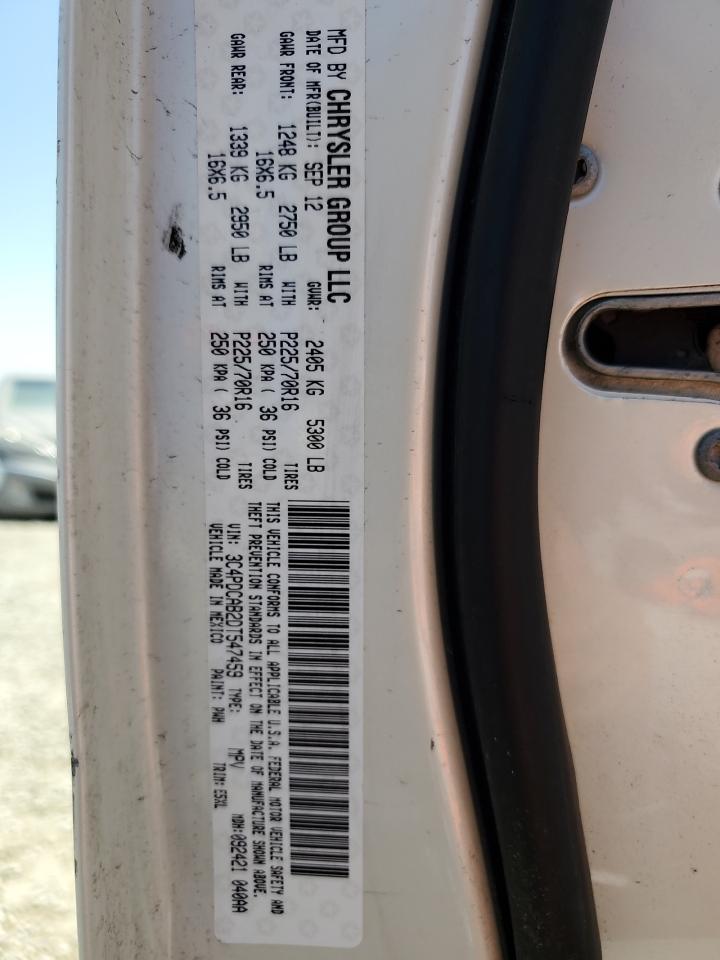 MFD BY CHRYSLER GROUP LLC
DATE OF MFR(BUILT): SEP 12 GVWR: 2405 KG 5300 LB
GAWR FRONT: 1248 KG 2750 LB WITH P225/70R16 TIRES
16X6.5 RIMS AT 250 KPA ( 36 PSI) COLD
GAWR REAR: 1339 KG 2950 LB WITH P225/70R16 TIRES
16X6.5 RIMS AT 250 KPA ( 36 PSI) COLD
THIS VEHICLE CONFORMS TO ALL APPLICABLE U.S.A. FEDERAL MOTOR VEHICLE SAFETY AND
THEFT PREVENTION STANDARDS IN EFFECT ON THE DATE OF MANUFACTURE SHOWN ABOVE.
VIN: 3C4PDCAB2DT547459 TYPE: MPV MDH:092421 040AA
VEHICLE MADE IN MEXICO PAINT: PWH TRIM: E5XL